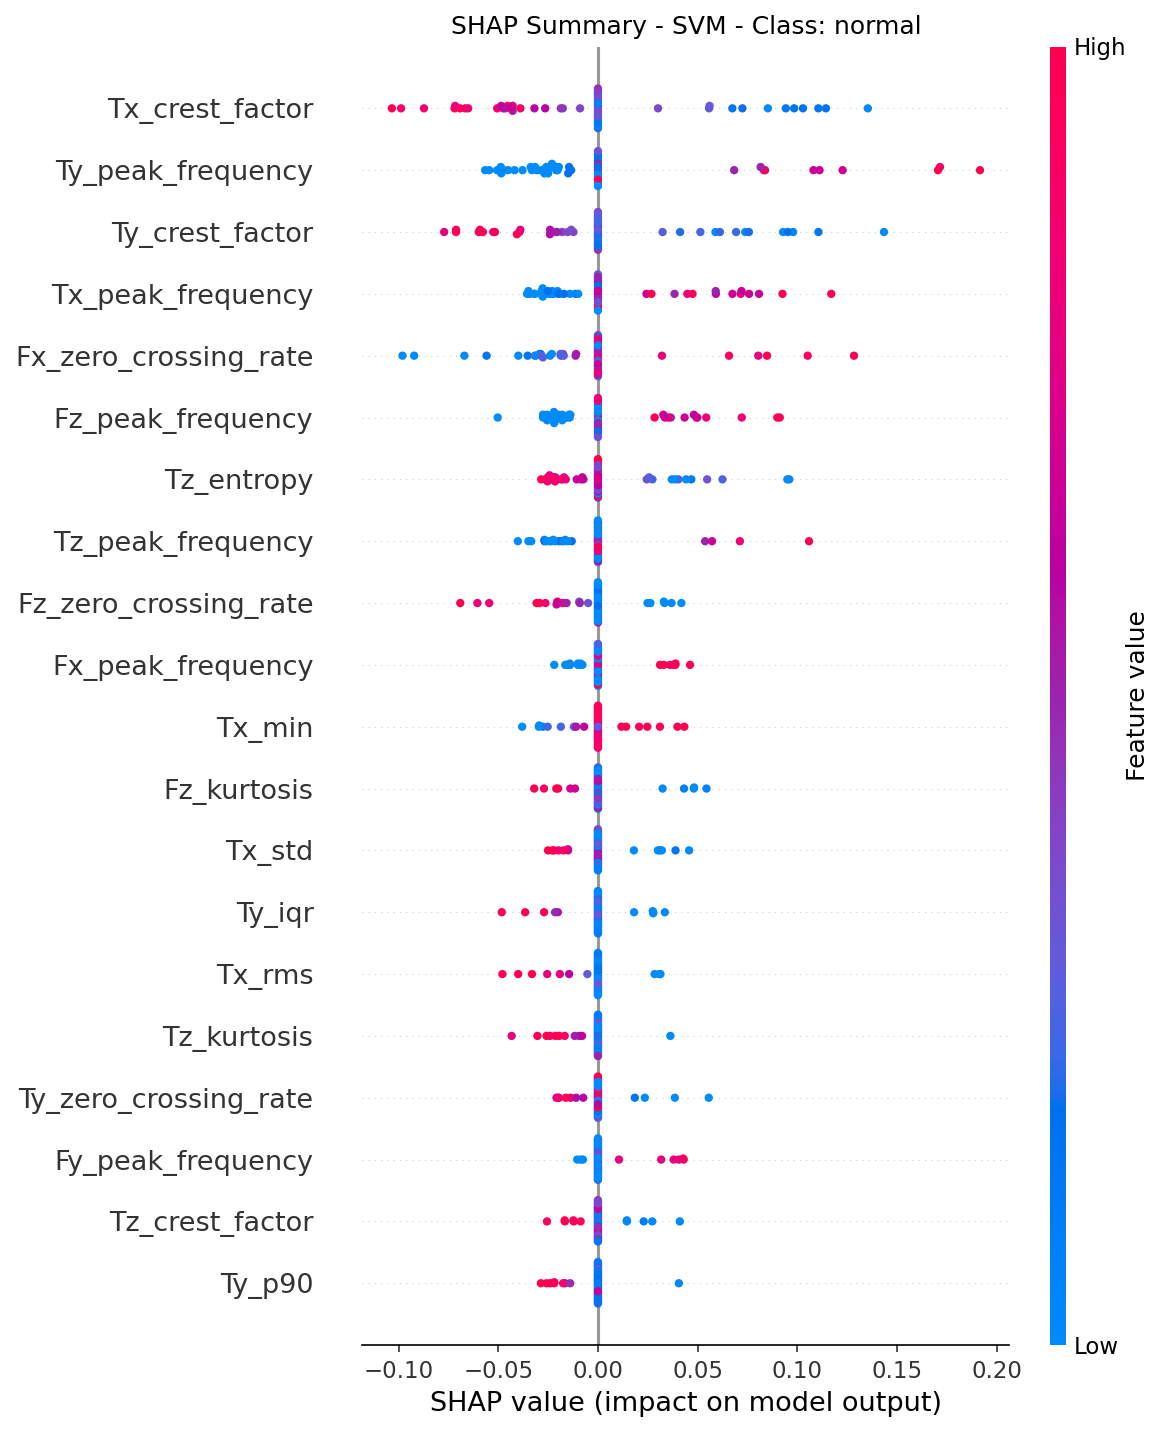 SHAP Summary - SVM - Class: normal
High
Tx_crest_factor
Ty_peak_frequency
Ty_crest_factor
Tx_peak_frequency
Fx_zero_crossing_rate
Fz_peak_frequency
Tz_entropy
Tz_peak_frequency
Fz_zero_crossing_rate
Fx_peak_frequency
Tx_min
Fz_kurtosis
Tx_std
Ty_iqr
Tx_rms
Tz_kurtosis
Ty_zero_crossing_rate
Fy_peak_frequency
Tz_crest_factor
Ty_p90
Feature value
Low
−0.10 −0.05 0.00 0.05 0.10 0.15 0.20
SHAP value (impact on model output)